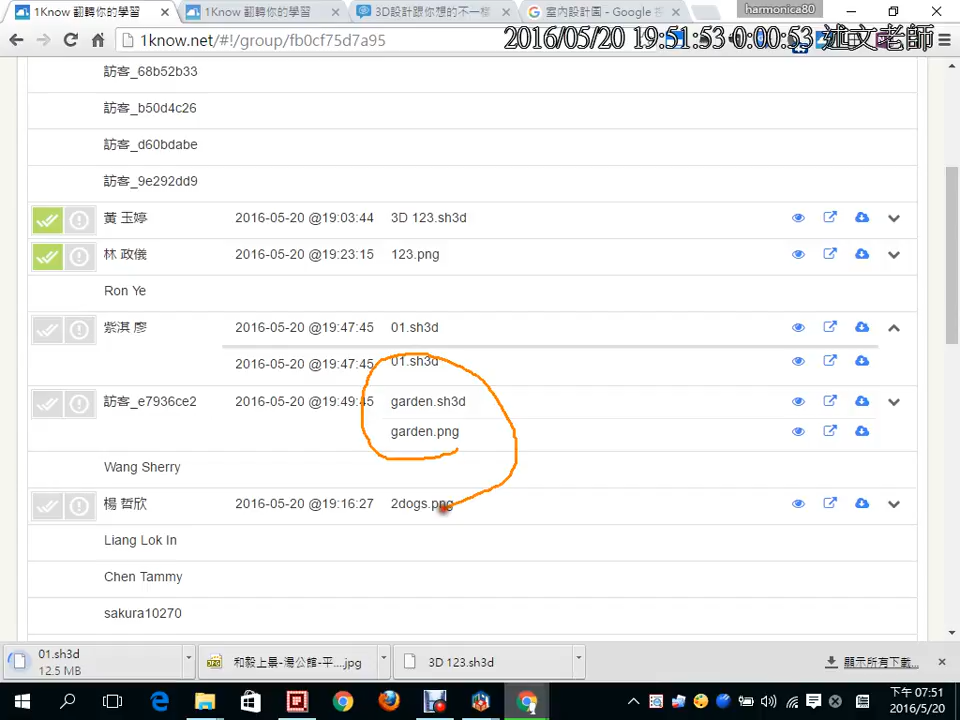 1Know 翻轉你的學習
1Know 翻轉你的學習
3D設計跟你想的不一樣
室內設計圖 - Google
harmonica80
1know.net/#!/group/fb0cf75d7a95
2016/05/20 19:51:53 0:00:53 述文老師
訪客_68b52b33
訪客_b50d4c26
訪客_d60bdabe
訪客_9e292dd9
黃 玉婷 2016-05-20 @19:03:44 3D 123.sh3d
林 政儀 2016-05-20 @19:23:15 123.png
Ron Ye
紫淇 廖 2016-05-20 @19:47:45 01.sh3d
2016-05-20 @19:47:45 01.sh3d
訪客_e7936ce2 2016-05-20 @19:49:45 garden.sh3d
garden.png
Wang Sherry
楊 哲欣 2016-05-20 @19:16:27 2dogs.png
Liang Lok In
Chen Tammy
sakura10270
01.sh3d
12.5 MB
和毅上景-湯公館-平....jpg
3D 123.sh3d
顯示所有下載...
下午 07:51
2016/5/20